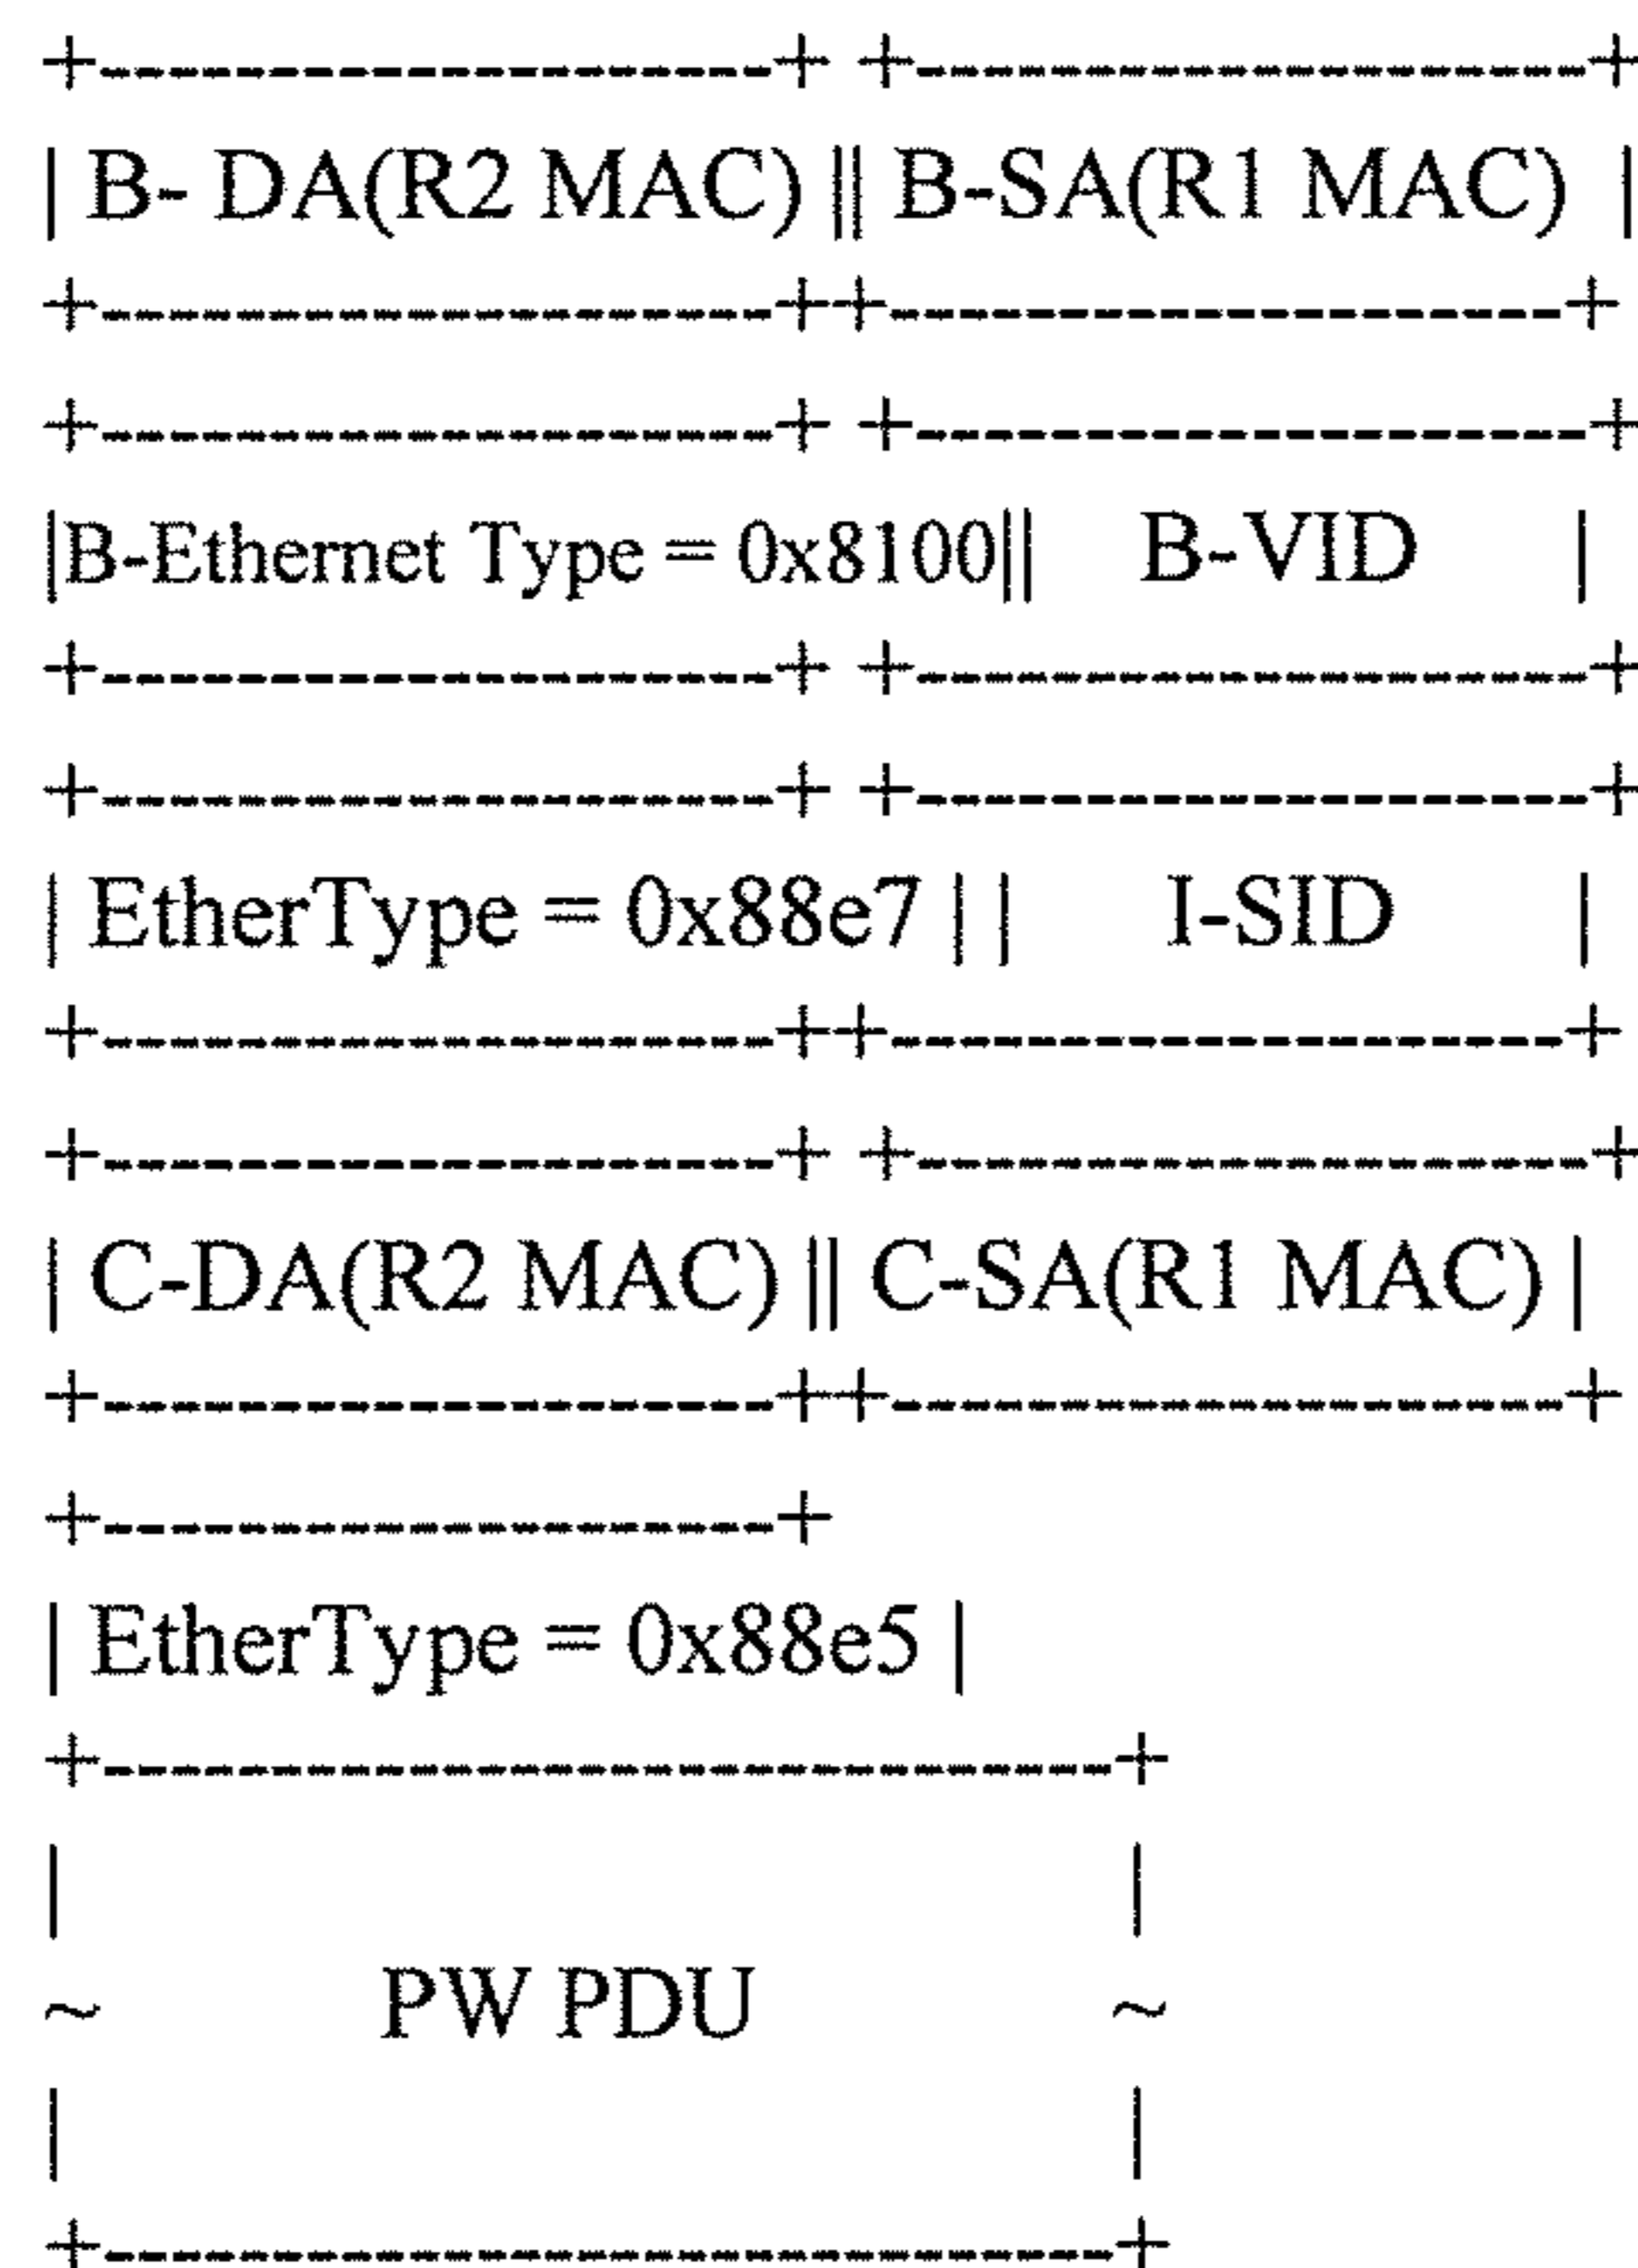 +--------------------+ +--------------------+
| B- DA(R2 MAC) || B-SA(R1 MAC) |
+--------------------++--------------------+
+--------------------+ +--------------------+
|B-Ethernet Type = 0x8100|| B-VID |
+--------------------+ +--------------------+
+--------------------+ +--------------------+
| EtherType = 0x88e7 | | I-SID |
+--------------------++--------------------+
+--------------------+ +--------------------+
| C-DA(R2 MAC) || C-SA(R1 MAC) |
+--------------------++--------------------+
+--------------------+
| EtherType = 0x88e5 |
+------------------------------+
| |
~ PW PDU ~
| |
+------------------------------+